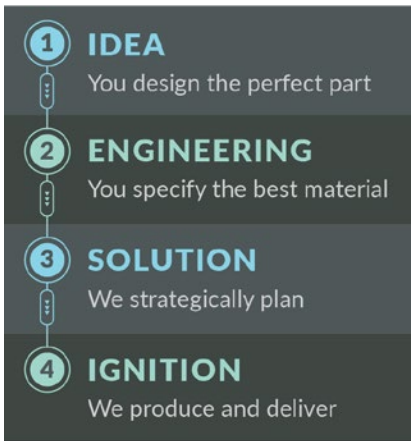 1 IDEA
You design the perfect part
2 ENGINEERING
You specify the best material
3 SOLUTION
We strategically plan
4 IGNITION
We produce and deliver